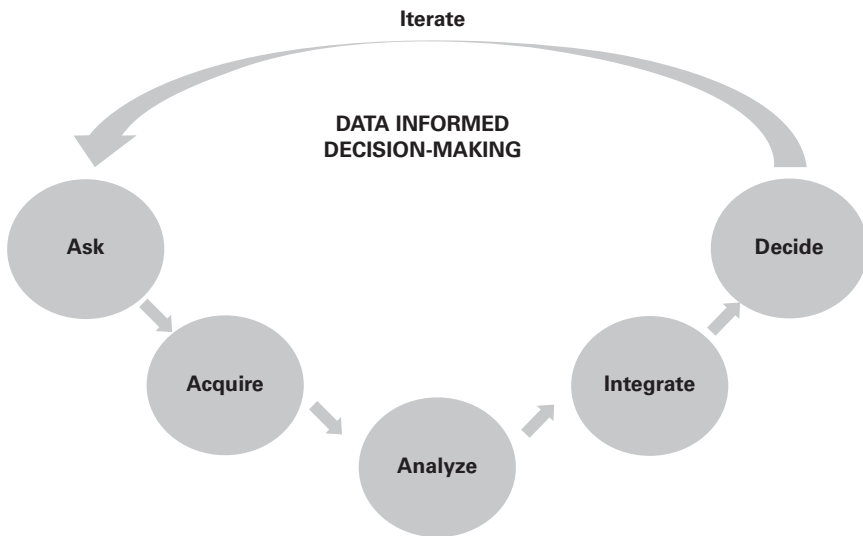 Iterate
DATA INFORMED
DECISION-MAKING
Ask
Decide
Acquire
Integrate
Analyze